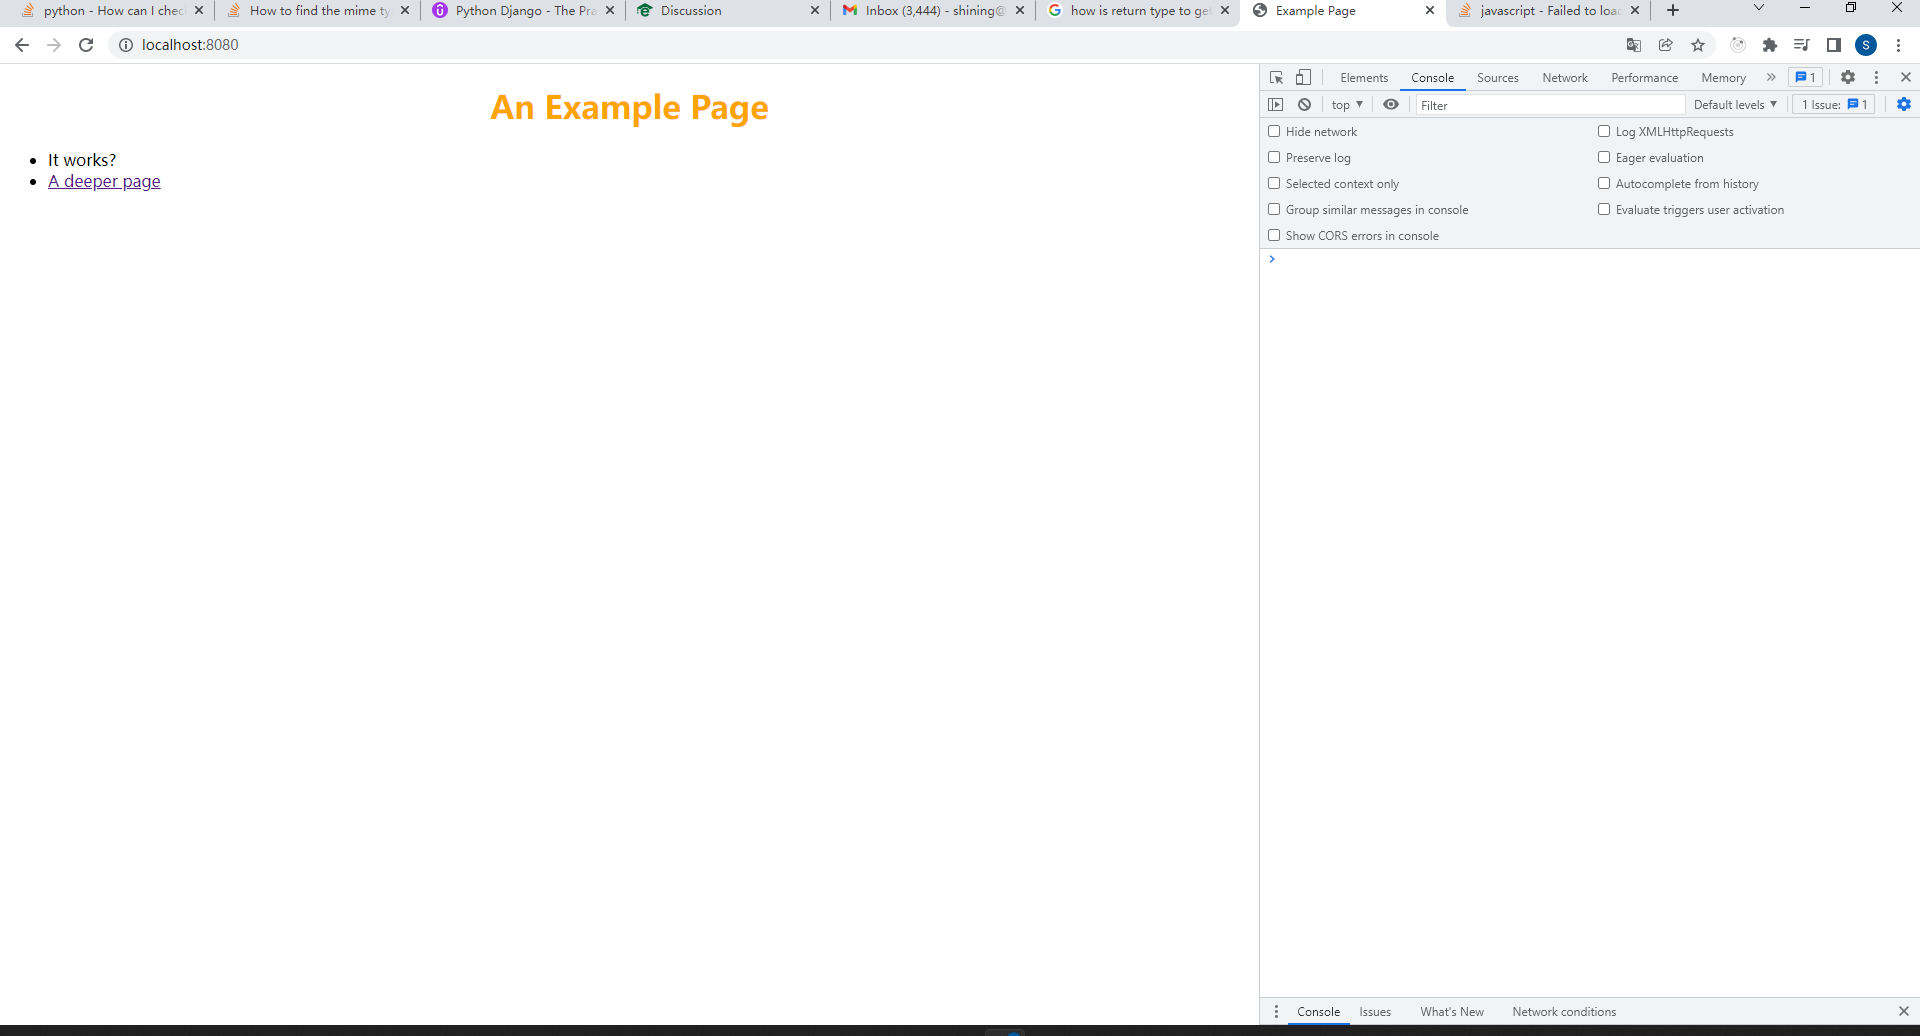 python - How can I chec
How to find the mime ty
Python Django - The Pra
Discussion
Inbox (3,444) - shining@
how is return type to get
Example Page
javascript - Failed to load
localhost:8080
S
An Example Page
It works?
A deeper page
Elements Console Sources Network Performance Memory 1
top Filter Default levels 1 Issue: 1
Hide network Log XMLHttpRequests
Preserve log Eager evaluation
Selected context only Autocomplete from history
Group similar messages in console Evaluate triggers user activation
Show CORS errors in console
Console Issues What's New Network conditions